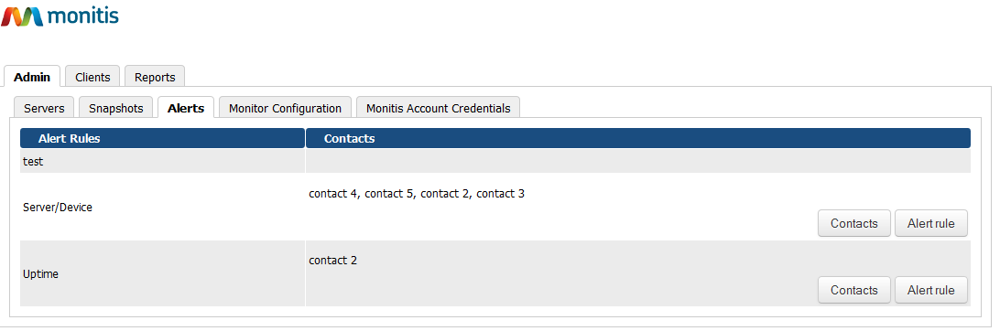 monitis
Admin Clients Reports
Servers Snapshots Alerts Monitor Configuration Monitis Account Credentials
Alert Rules Contacts
test
contact 4, contact 5, contact 2, contact 3
Server/Device
Contacts Alert rule
contact 2
Uptime
Contacts Alert rule